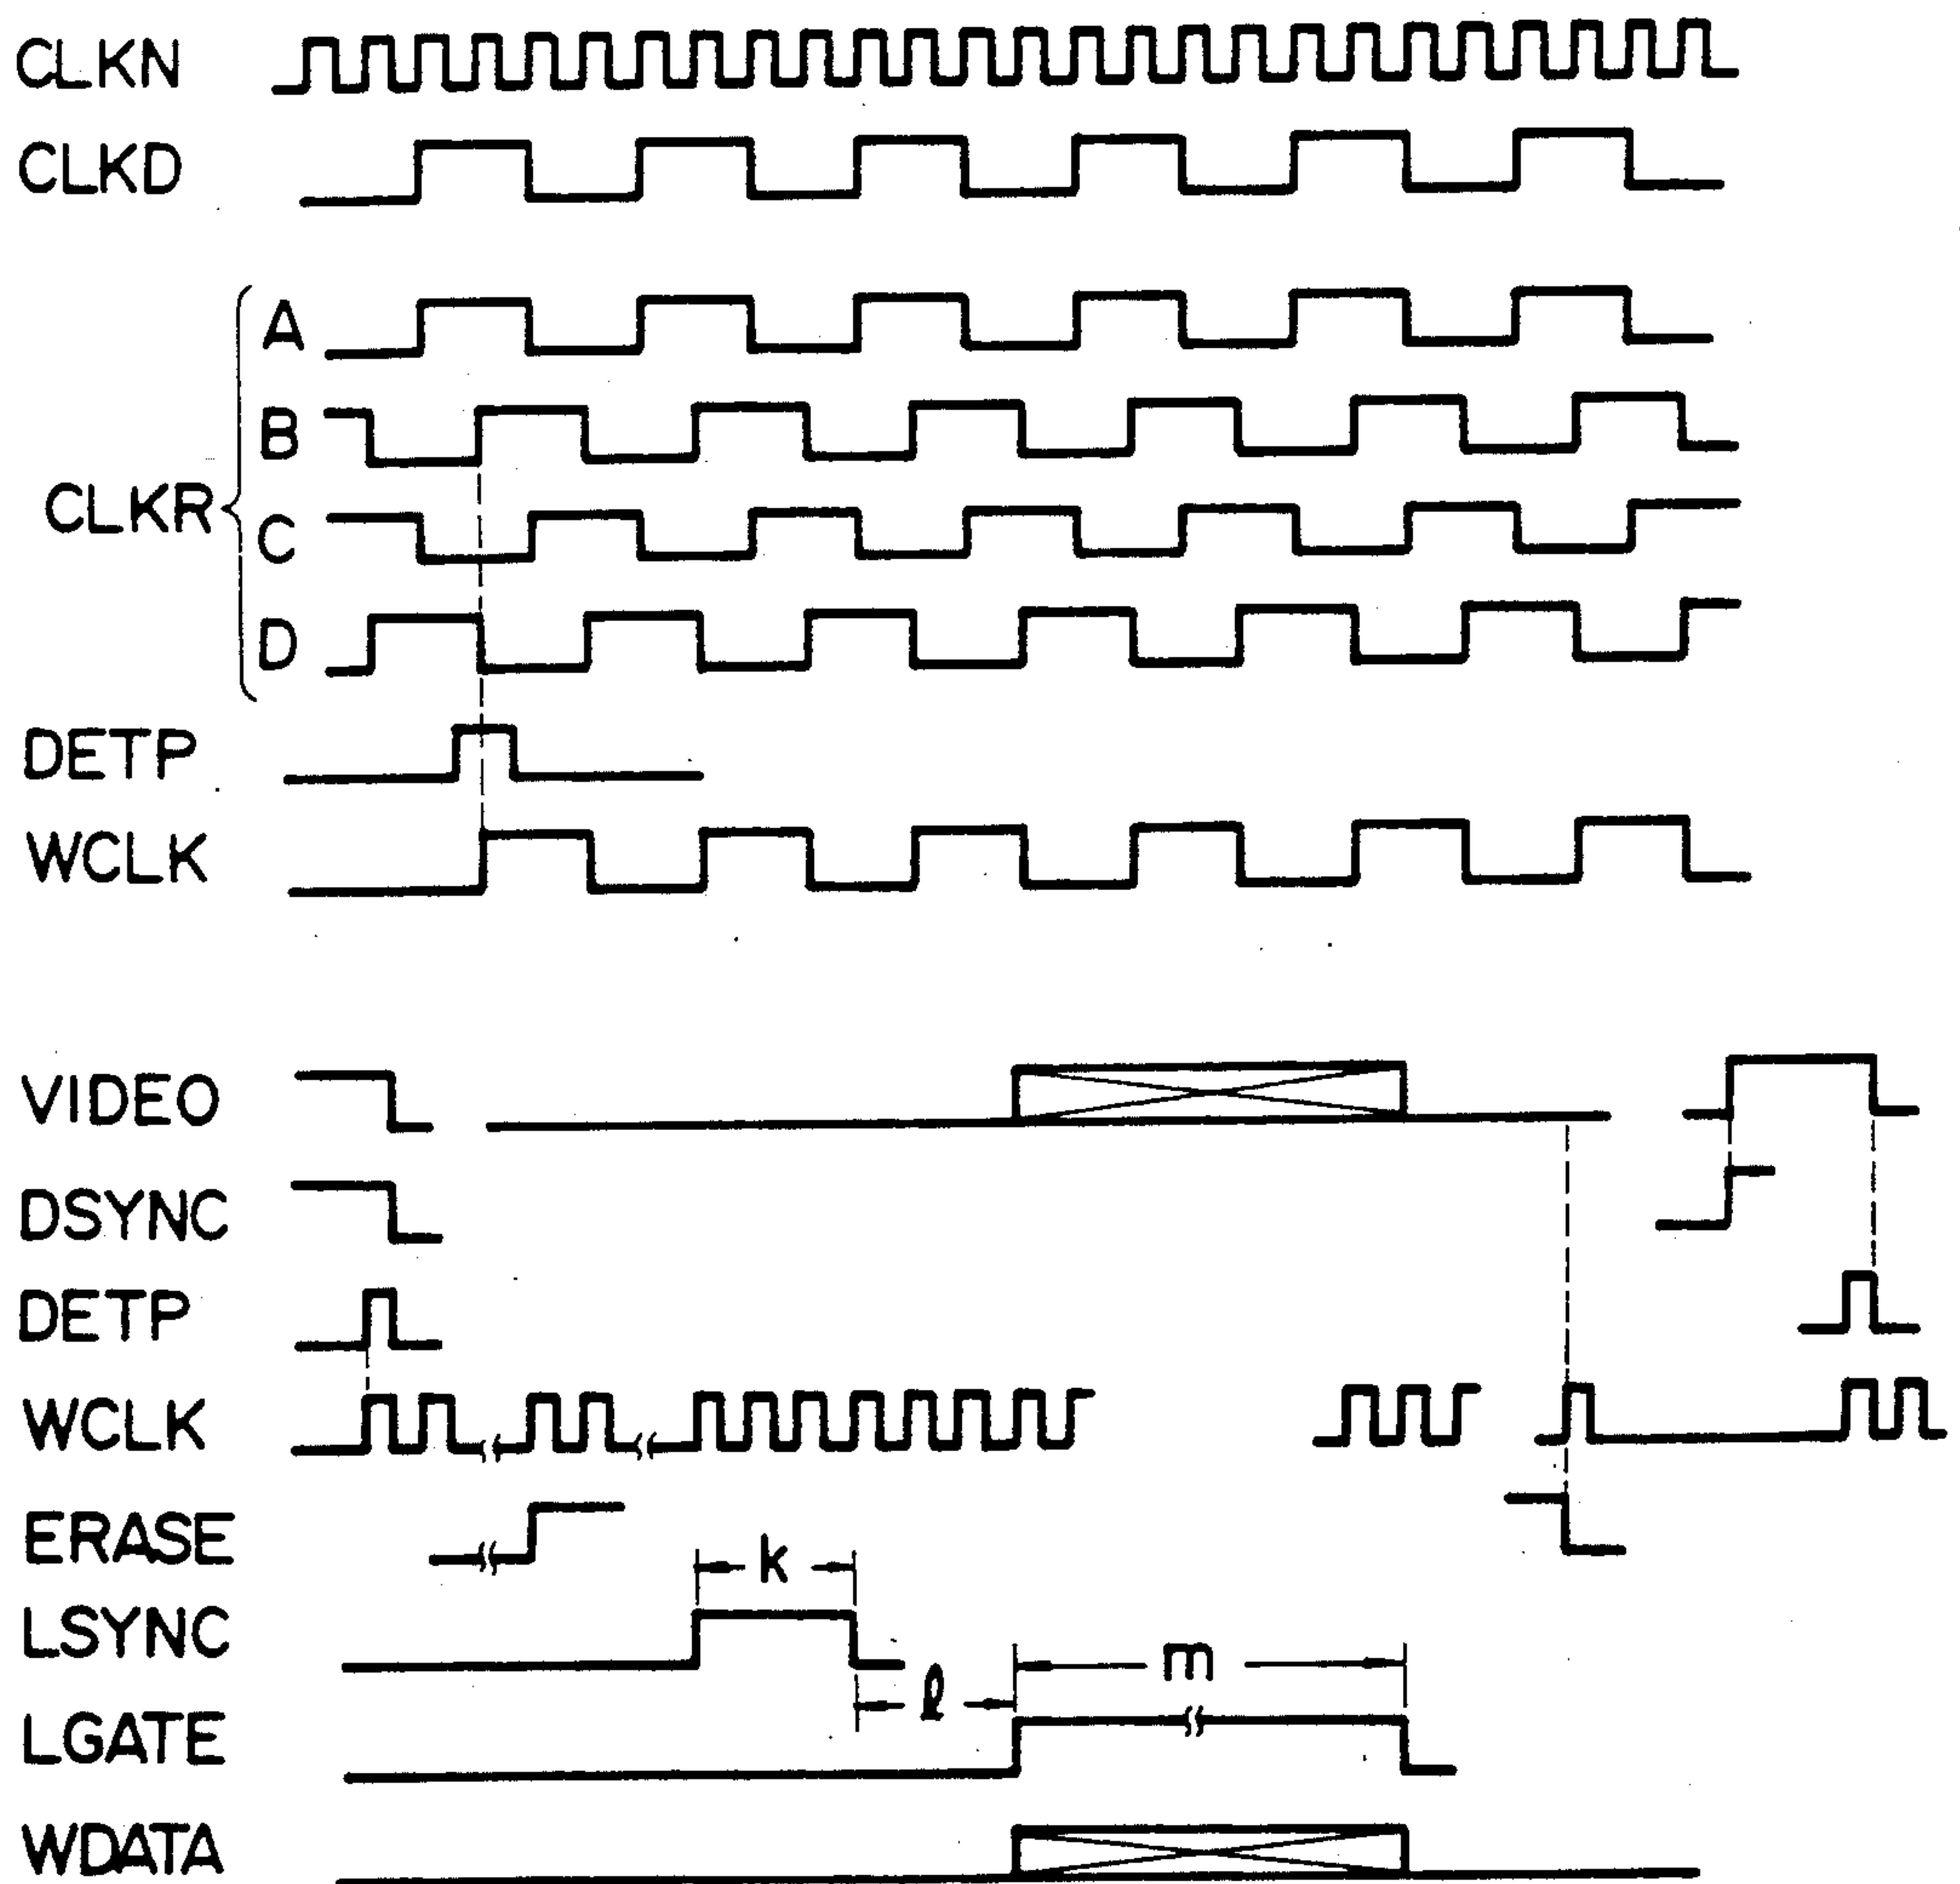 CLKN
CLKD
CLKR
A
B
C
D
DETP
WCLK
VIDEO
DSYNC
DETP
WCLK
ERASE
k
LSYNC
m
ℓ
LGATE
WDATA